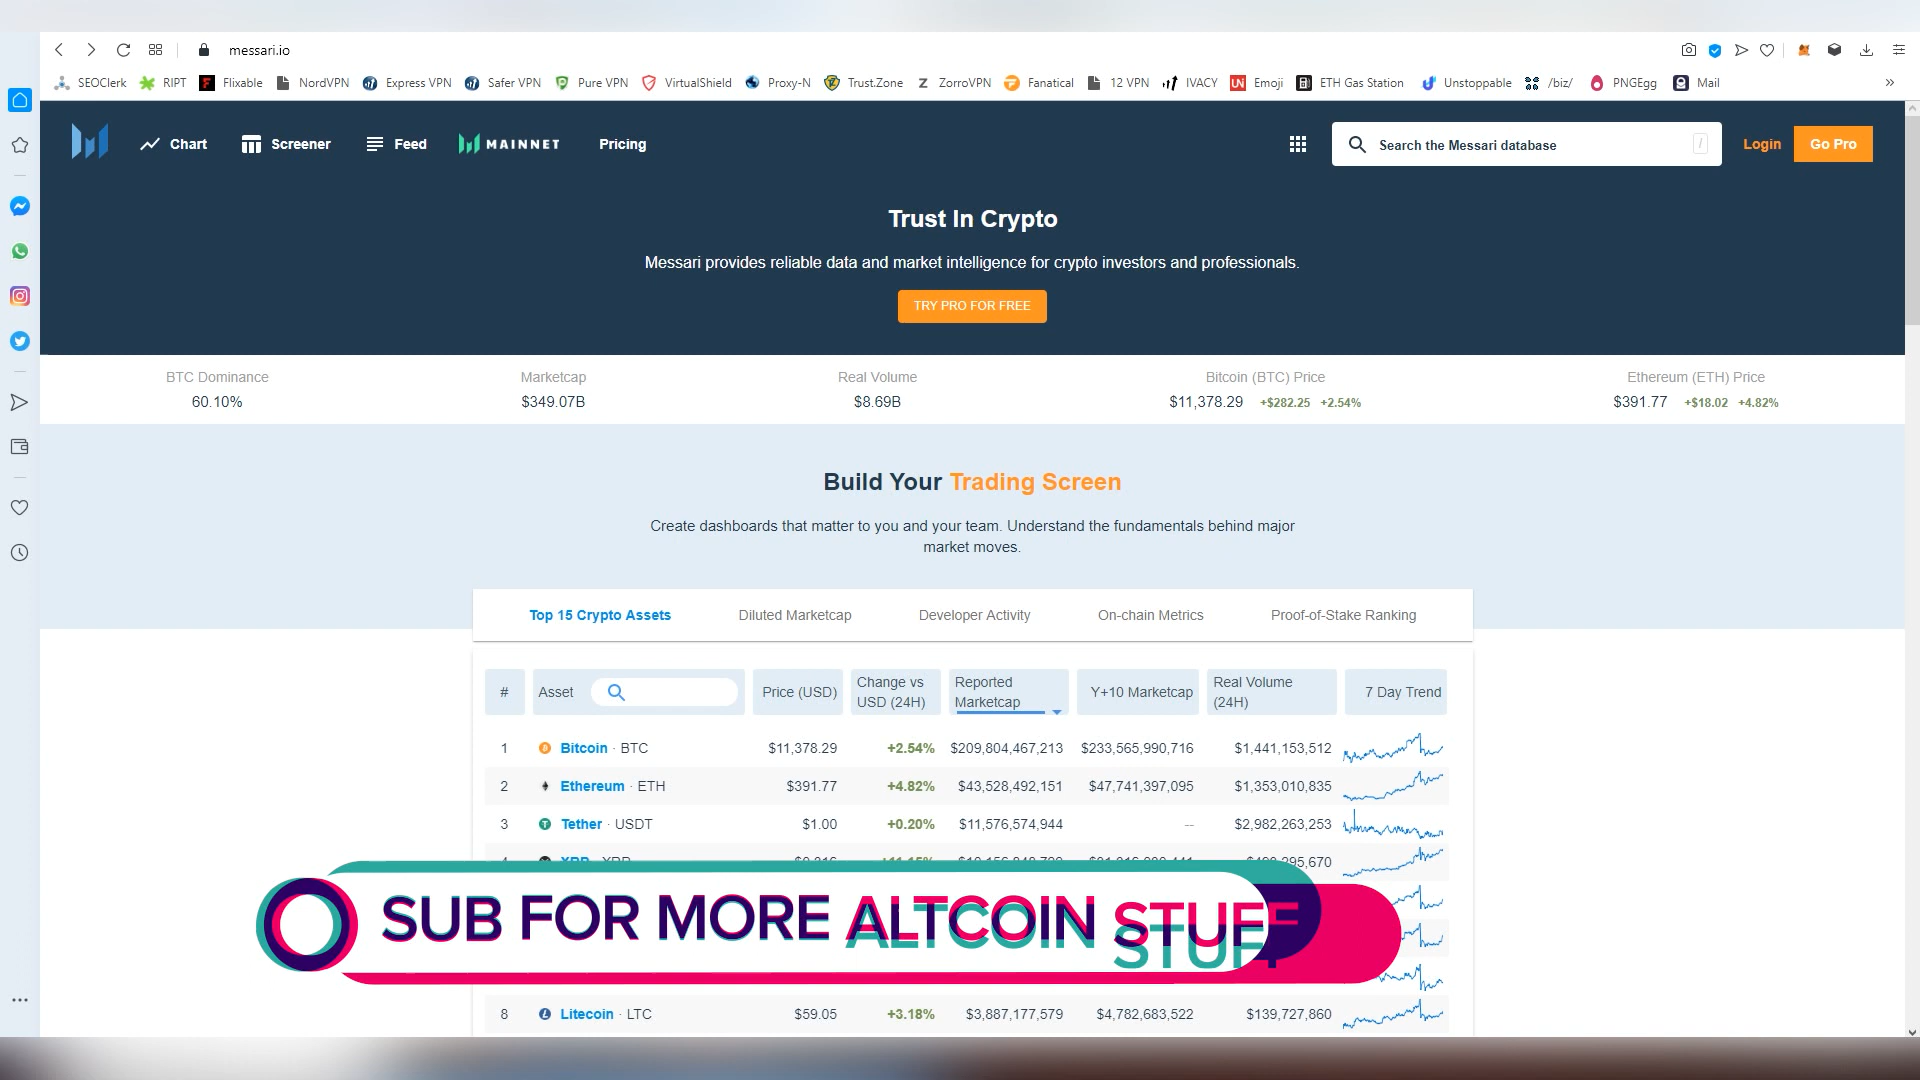 messari.io
SEOClerk RIPT Flixable NordVPN Express VPN Safer VPN Pure VPN VirtualShield Proxy-N Trust.Zone ZorroVPN Fanatical 12 VPN IVACY Emoji ETH Gas Station Unstoppable /biz/ PNGEgg Mail »
Chart Screener Feed MAINNET Pricing Search the Messari database / Login Go Pro
Trust In Crypto
Messari provides reliable data and market intelligence for crypto investors and professionals.
TRY PRO FOR FREE
BTC Dominance Marketcap Real Volume Bitcoin (BTC) Price Ethereum (ETH) Price
60.10% $349.07B $8.69B $11,378.29 +$282.25 +2.54% $391.77 +$18.02 +4.82%
Build Your Trading Screen
Create dashboards that matter to you and your team. Understand the fundamentals behind major
market moves.
Top 15 Crypto Assets Diluted Marketcap Developer Activity On-chain Metrics Proof-of-Stake Ranking
# Asset Price (USD) Change vs USD (24H) Reported Marketcap Y+10 Marketcap Real Volume (24H) 7 Day Trend
1 Bitcoin · BTC $11,378.29 +2.54% $209,804,467,213 $233,565,990,716 $1,441,153,512
2 Ethereum · ETH $391.77 +4.82% $43,528,492,151 $47,741,397,095 $1,353,010,835
3 Tether · USDT $1.00 +0.20% $11,576,574,944 -- $2,982,263,253
XRP · XRP
SUB FOR MORE ALTCOIN STUFF
8 Litecoin · LTC $59.05 +3.18% $3,887,177,579 $4,782,683,522 $139,727,860